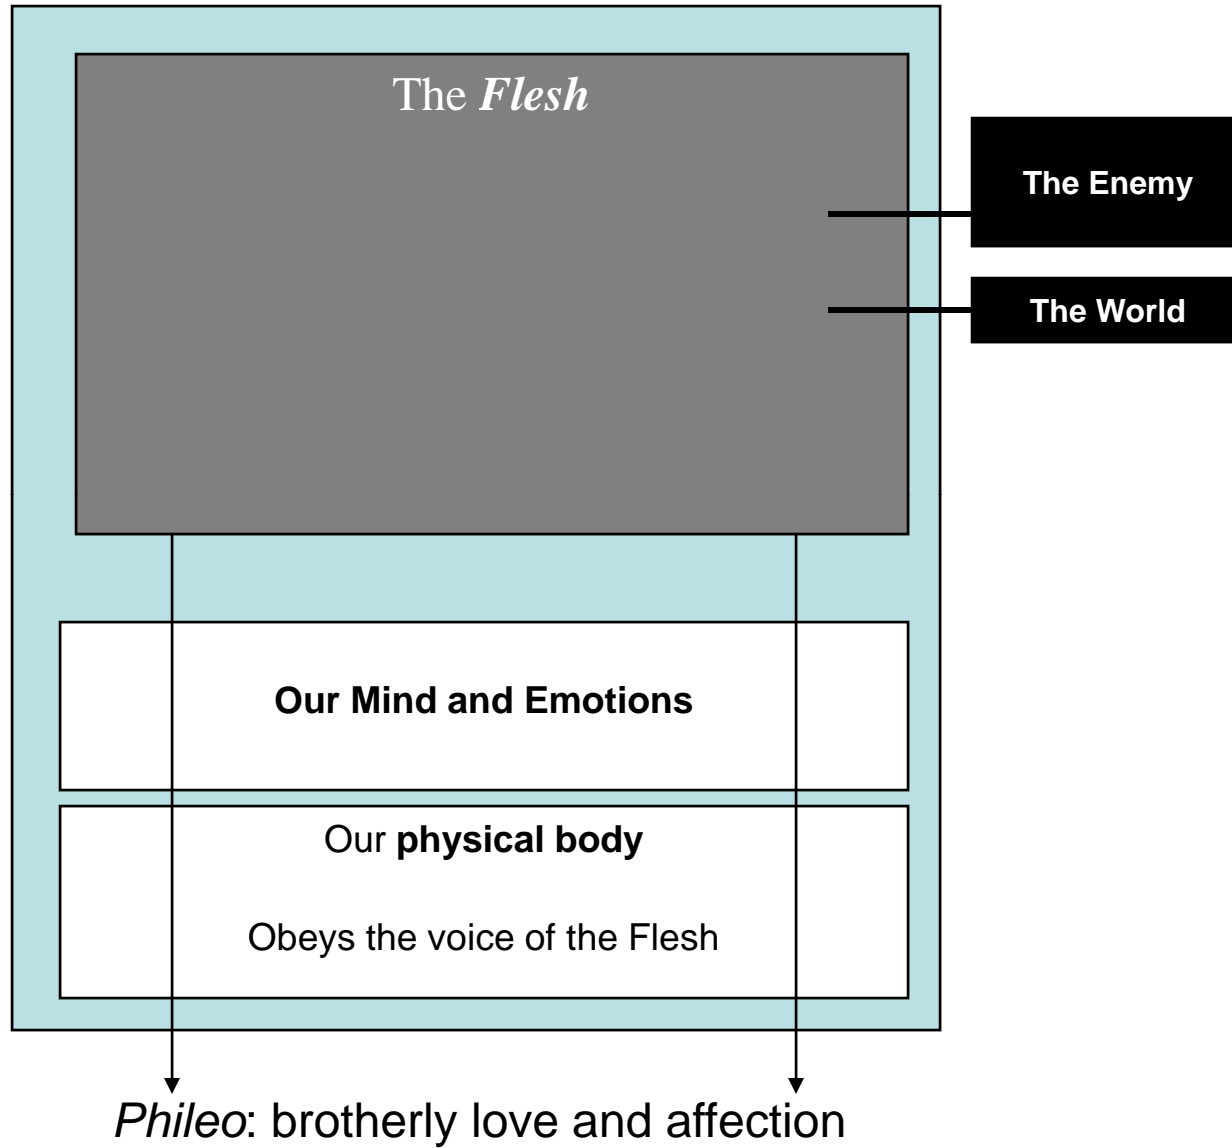 The Flesh
The Enemy
The World
Our Mind and Emotions
Our physical body
Obeys the voice of the Flesh
Phileo: brotherly love and affection